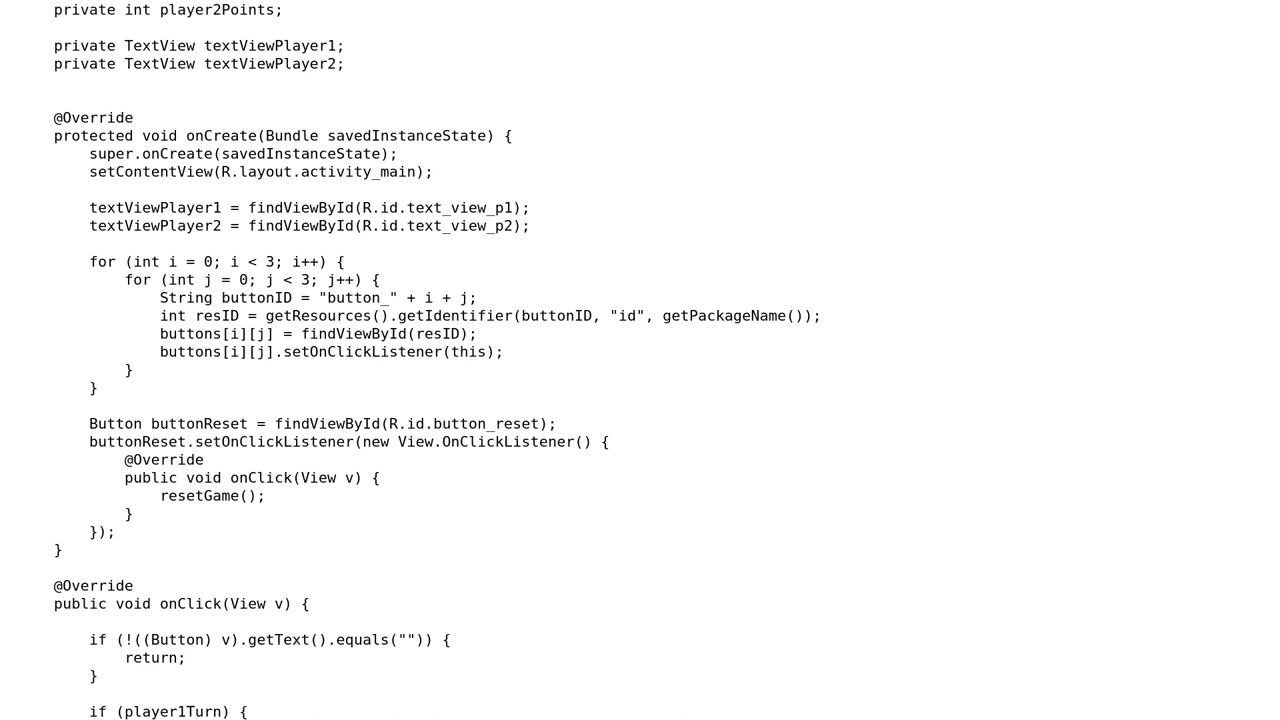 private int player2Points;
private TextView textViewPlayer1;
private TextView textViewPlayer2;
@Override
protected void onCreate(Bundle savedInstanceState) {
super.onCreate(savedInstanceState);
setContentView(R.layout.activity_main);
textViewPlayer1 = findViewById(R.id.text_view_p1);
textViewPlayer2 = findViewById(R.id.text_view_p2);
for (int i = 0; i < 3; i++) {
for (int j = 0; j < 3; j++) {
String buttonID = "button_" + i + j;
int resID = getResources().getIdentifier(buttonID, "id", getPackageName());
buttons[i][j] = findViewById(resID);
buttons[i][j].setOnClickListener(this);
}
}
Button buttonReset = findViewById(R.id.button_reset);
buttonReset.setOnClickListener(new View.OnClickListener() {
@Override
public void onClick(View v) {
resetGame();
}
});
}
@Override
public void onClick(View v) {
if (!((Button) v).getText().equals("")) {
return;
}
if (player1Turn) {